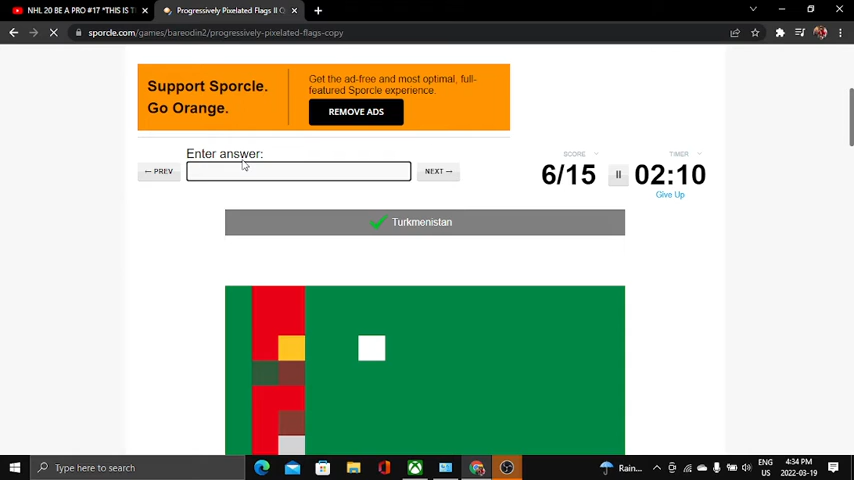 NHL 20 BE A PRO #17 *THIS IS T
Progressively Pixelated Flags II Q
sporcle.com/games/bareodin2/progressively-pixelated-flags-copy
Support Sporcle.
Go Orange.
Get the ad-free and most optimal, full-
featured Sporcle experience.
REMOVE ADS
Enter answer:
← PREV
NEXT →
SCORE
6/15
TIMER
02:10
Give Up
Turkmenistan
Type here to search
Rain...
ENG
US
4:34 PM
2022-03-19